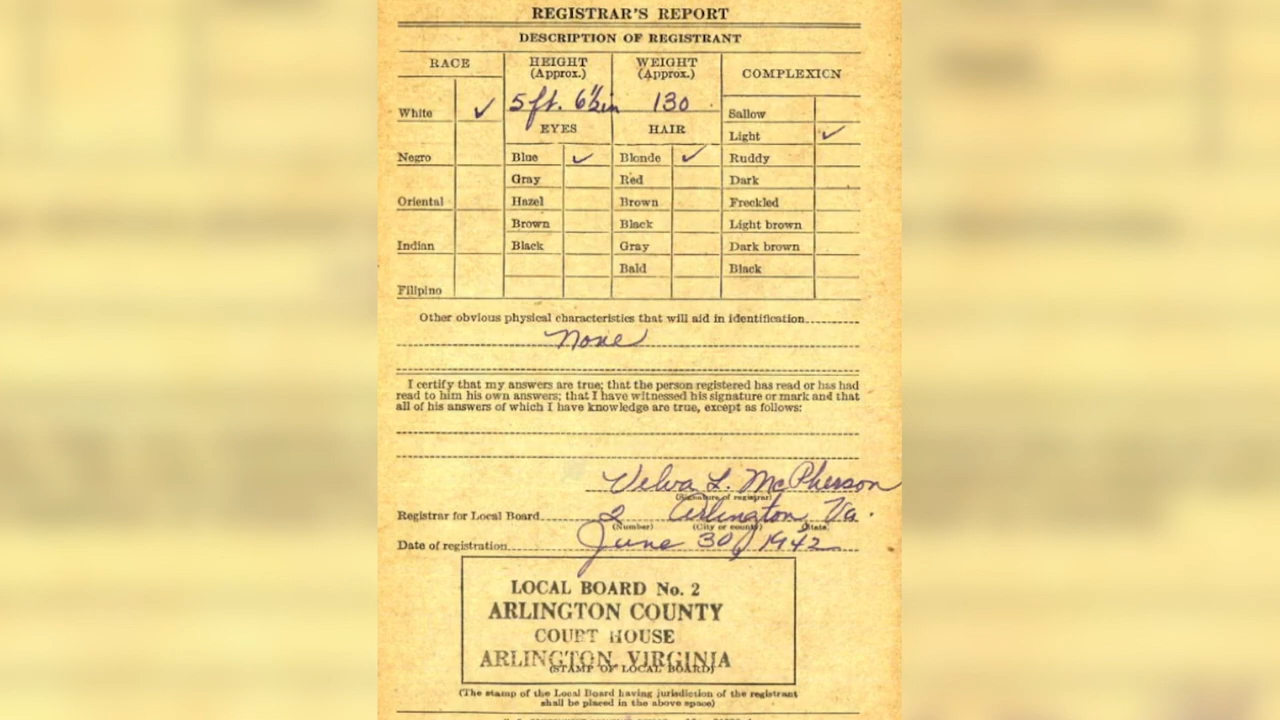 REGISTRAR'S REPORT
DESCRIPTION OF REGISTRANT
RACE HEIGHT (Approx.) WEIGHT (Approx.) COMPLEXION
5 ft. 6½ in 130
White ✓ EYES HAIR Sallow
Light ✓
Negro Blue ✓ Blonde ✓ Ruddy
Gray Red Dark
Oriental Hazel Brown Freckled
Brown Black Light brown
Indian Black Gray Dark brown
Bald Black
Filipino
Other obvious physical characteristics that will aid in identification
None
I certify that my answers are true; that the person registered has read or has had
read to him his own answers; that I have witnessed his signature or mark and that
all of his answers of which I have knowledge are true, except as follows:
Velva L. McPherson
(Signature of registrar)
Registrar for Local Board 2 Arlington Va.
(Number) (City or county) (State)
Date of registration June 30, 1942
LOCAL BOARD No. 2
ARLINGTON COUNTY
COURT HOUSE
ARLINGTON, VIRGINIA
(STAMP OF LOCAL BOARD)
(The stamp of the Local Board having jurisdiction of the registrant
shall be placed in the above space)